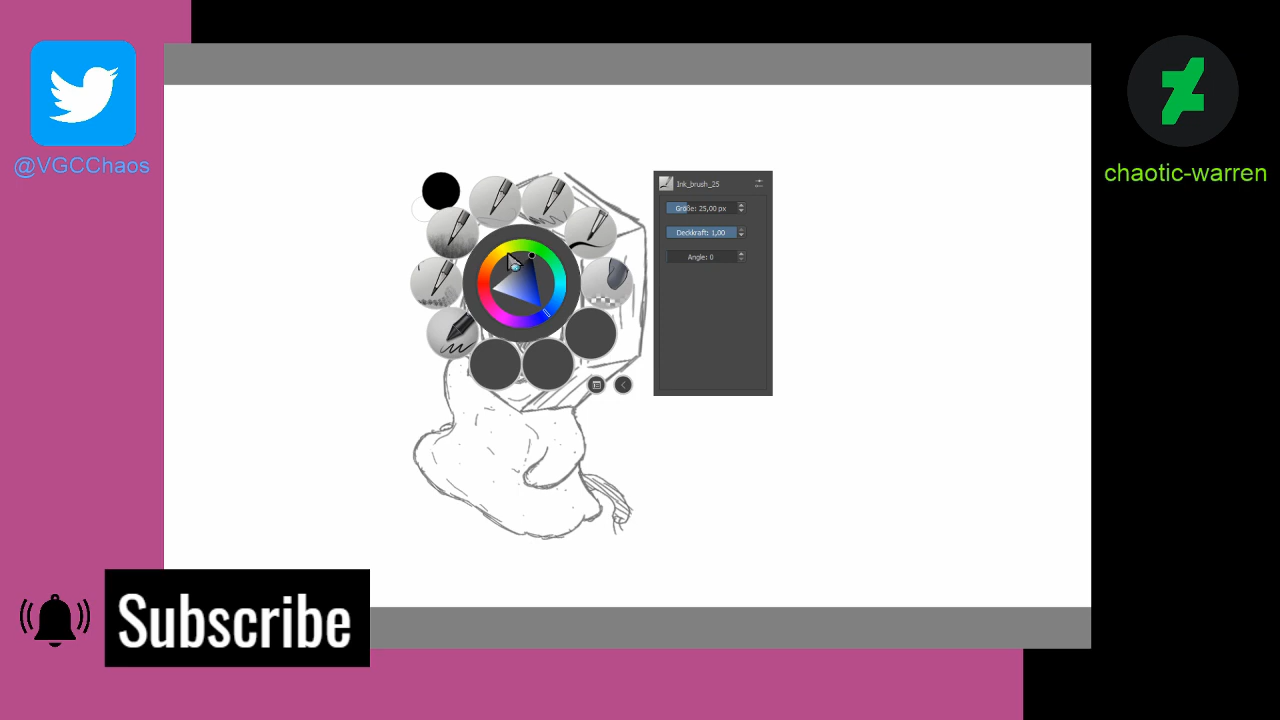 @VGCChaos
chaotic-warren
Ink_brush_25
Größe: 25,00 px
Deckkraft: 1,00
Angle: 0
Subscribe